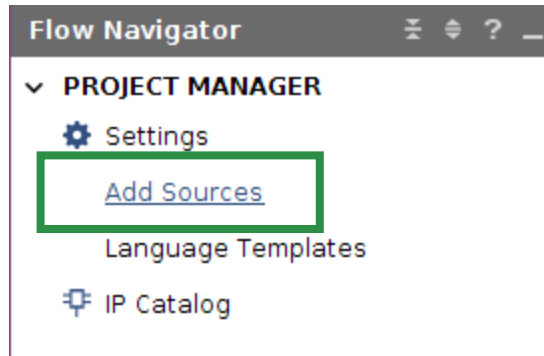 Flow Navigator ?
PROJECT MANAGER
Settings
Add Sources
Language Templates
IP Catalog